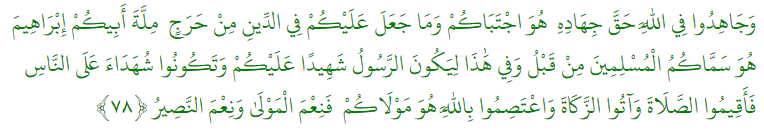 وَجَاهِدُوا فِي اللَّهِ حَقَّ جِهَادِهِ هُوَ اجْتَبَاكُمْ وَمَا جَعَلَ عَلَيْكُمْ فِي الدِّينِ مِنْ حَرَجٍ مِلَّةَ أَبِيكُمْ إِبْرَاهِيمَ
هُوَ سَمَّاكُمُ الْمُسْلِمِينَ مِنْ قَبْلُ وَفِي هَٰذَا لِيَكُونَ الرَّسُولُ شَهِيدًا عَلَيْكُمْ وَتَكُونُوا شُهَدَاءَ عَلَى النَّاسِ
فَأَقِيمُوا الصَّلَاةَ وَآتُوا الزَّكَاةَ وَاعْتَصِمُوا بِاللَّهِ هُوَ مَوْلَاكُمْ فَنِعْمَ الْمَوْلَىٰ وَنِعْمَ النَّصِيرُ ﴿٧٨﴾